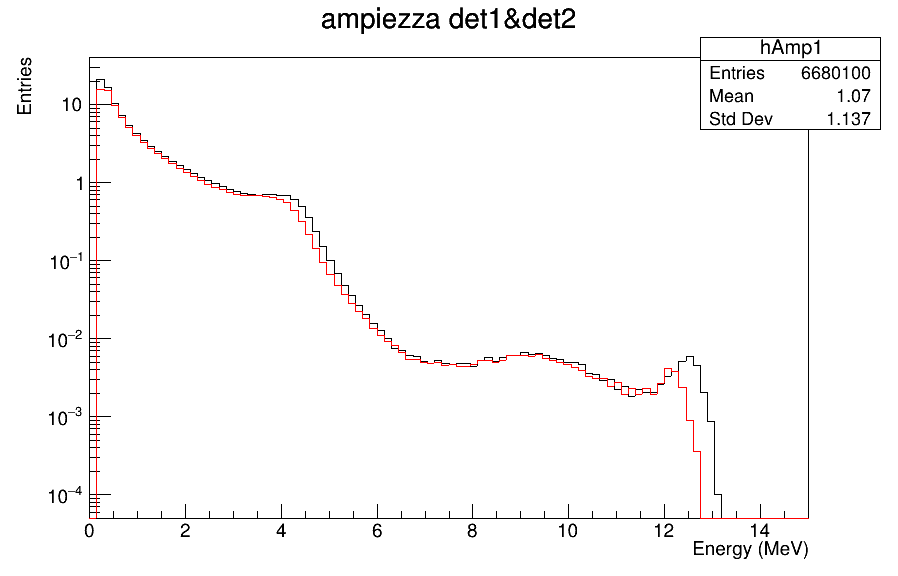 ampiezza det1&det2
hAmp1
Entries 6680100
Mean 1.07
Std Dev 1.137
Entries
10
1
10⁻¹
10⁻²
10⁻³
10⁻⁴
0 2 4 6 8 10 12 14
Energy (MeV)